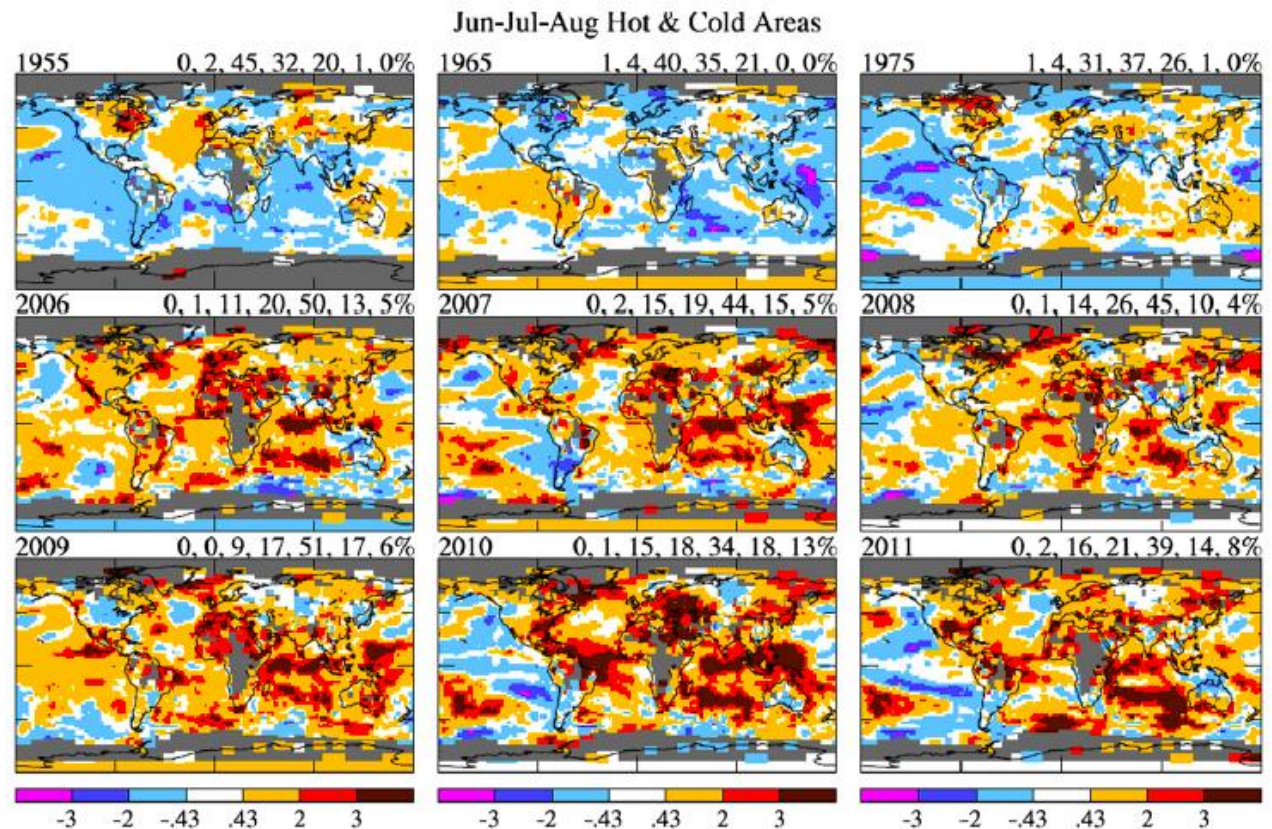 Jun-Jul-Aug Hot & Cold Areas
1955 0, 2, 45, 32, 20, 1, 0%
1965 1, 4, 40, 35, 21, 0, 0%
1975 1, 4, 31, 37, 26, 1, 0%
2006 0, 1, 11, 20, 50, 13, 5%
2007 0, 2, 15, 19, 44, 15, 5%
2008 0, 1, 14, 26, 45, 10, 4%
2009 0, 0, 9, 17, 51, 17, 6%
2010 0, 1, 15, 18, 34, 18, 13%
2011 0, 2, 16, 21, 39, 14, 8%
-3 -2 -.43 .43 2 3
-3 -2 -.43 .43 2 3
-3 -2 -.43 .43 2 3